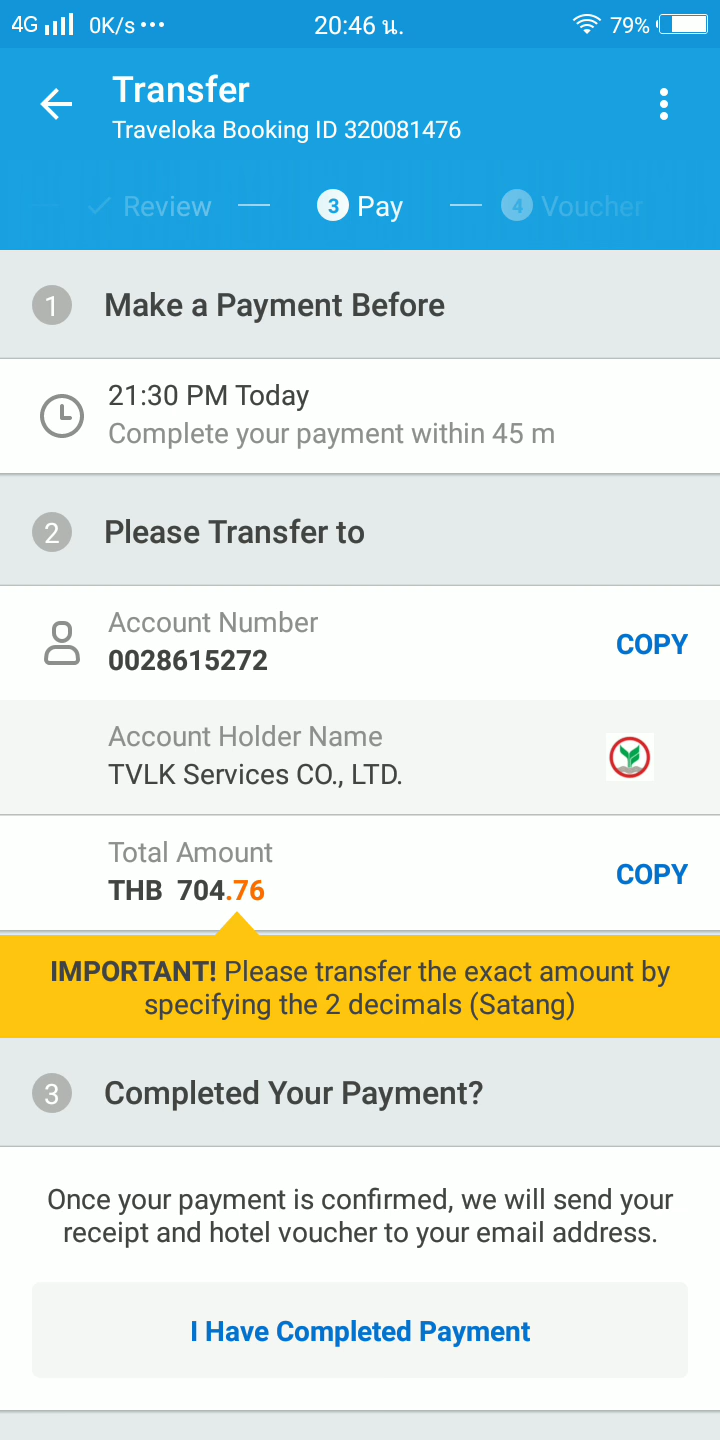 4G 0K/s ••• 20:46 น. 79%
Transfer
Traveloka Booking ID 320081476
Review 3 Pay 4 Voucher
1 Make a Payment Before
21:30 PM Today
Complete your payment within 45 m
2 Please Transfer to
Account Number
0028615272
COPY
Account Holder Name
TVLK Services CO., LTD.
Total Amount
THB 704.76
COPY
IMPORTANT! Please transfer the exact amount by
specifying the 2 decimals (Satang)
3 Completed Your Payment?
Once your payment is confirmed, we will send your
receipt and hotel voucher to your email address.
I Have Completed Payment